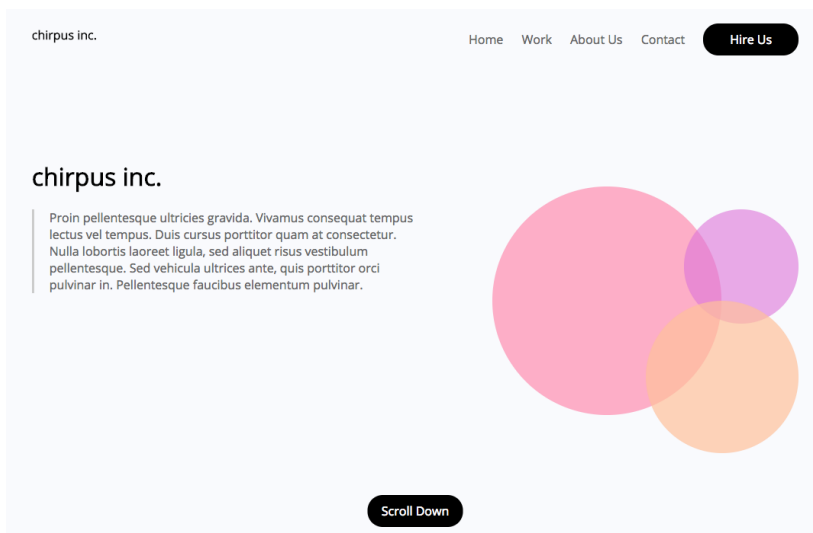 chirpus inc.
Home Work About Us Contact Hire Us
chirpus inc.
Proin pellentesque ultricies gravida. Vivamus consequat tempus
lectus vel tempus. Duis cursus porttitor quam at consectetur.
Nulla lobortis laoreet ligula, sed aliquet risus vestibulum
pellentesque. Sed vehicula ultrices ante, quis porttitor orci
pulvinar in. Pellentesque faucibus elementum pulvinar.
Scroll Down